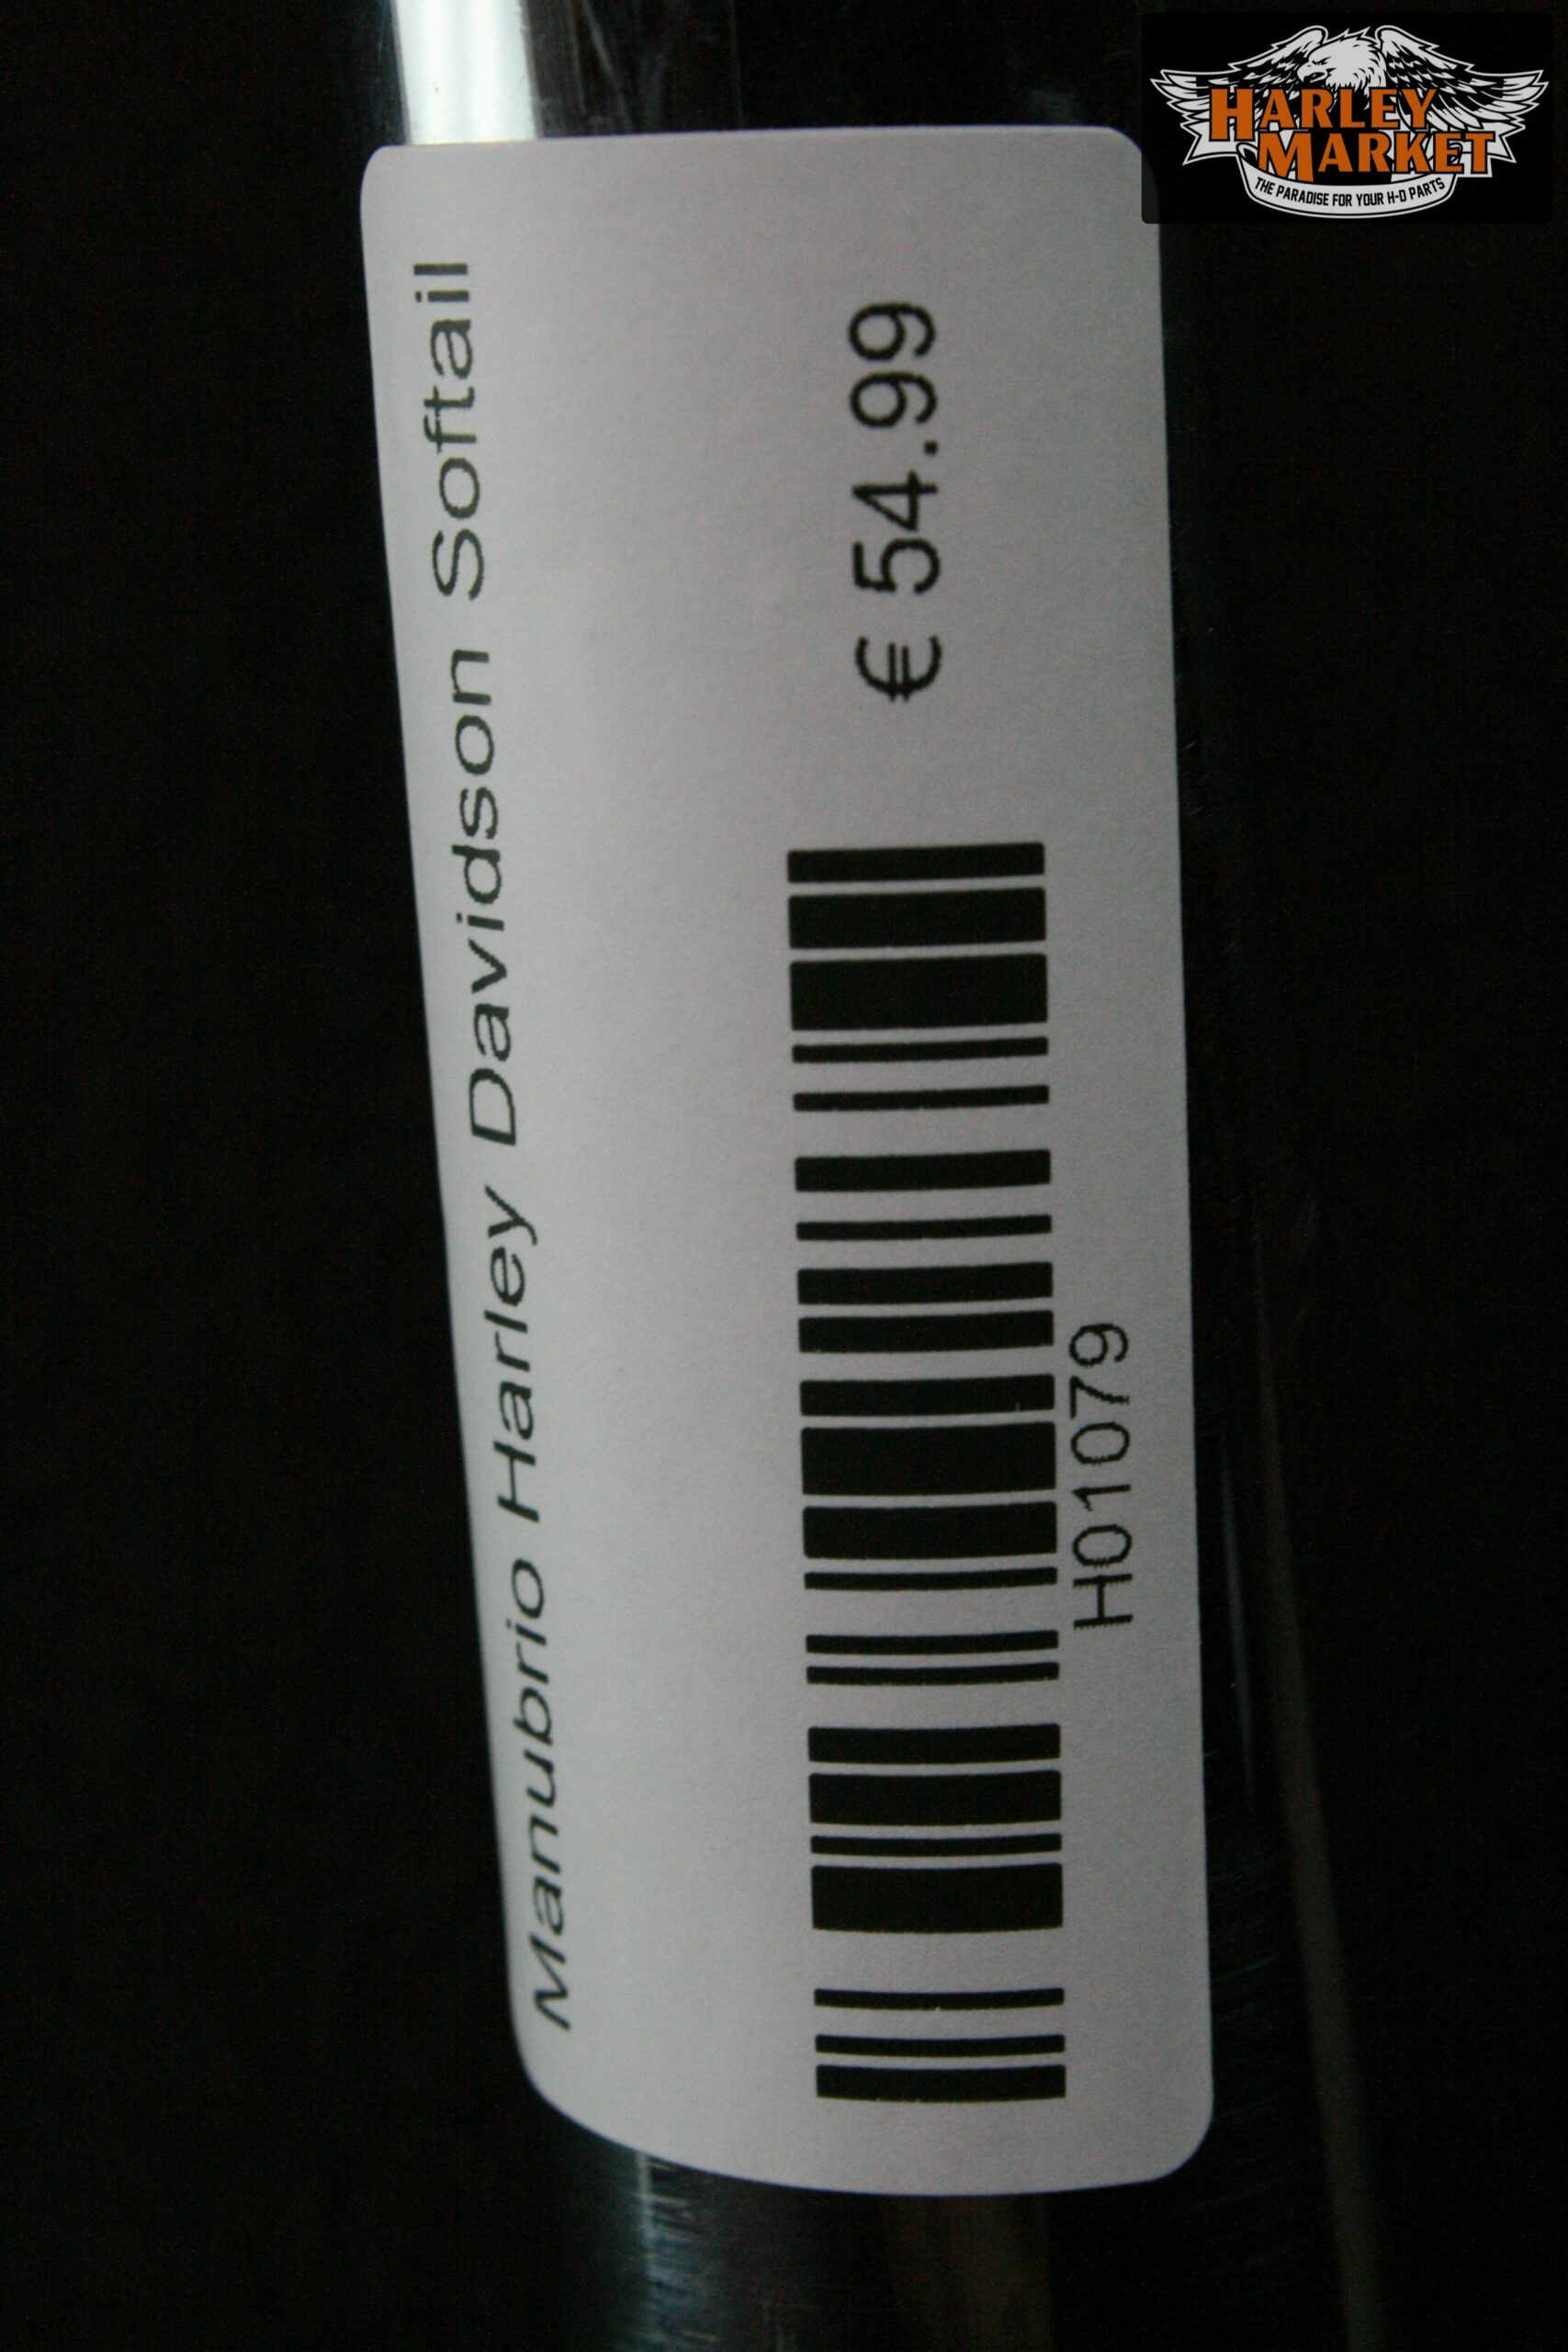 HARLEY
MARKET
THE PARADISE FOR YOUR H-D PARTS
Manubrio Harley Davidson Softail
€ 54.99
H01079